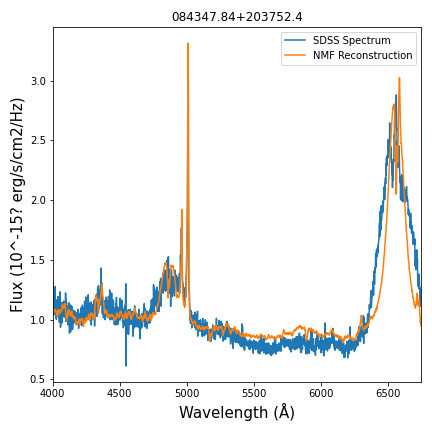 084347.84+203752.4
SDSS Spectrum
NMF Reconstruction
Flux (10^-15? erg/s/cm2/Hz)
3.0
2.5
2.0
1.5
1.0
0.5
4000 4500 5000 5500 6000 6500
Wavelength (Å)